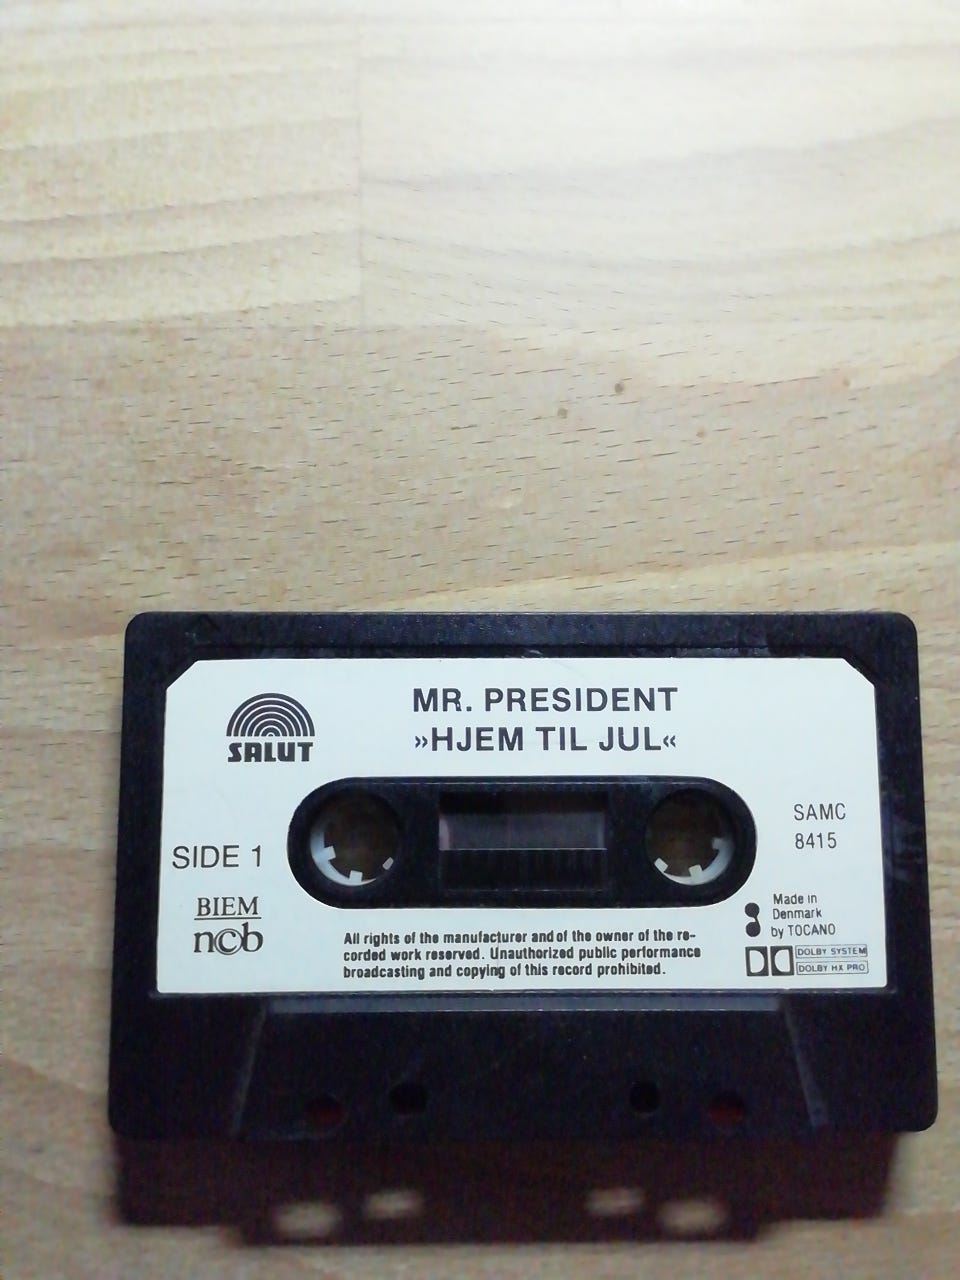 MR. PRESIDENT
»HJEM TIL JUL«
SALUT
SAMC
8415
SIDE 1
BIEM
ncb
Made in
Denmark
by TOCANO
All rights of the manufacturer and of the owner of the re-
corded work reserved. Unauthorized public performance
broadcasting and copying of this record prohibited.
DOLBY SYSTEM
DOLBY HX PRO